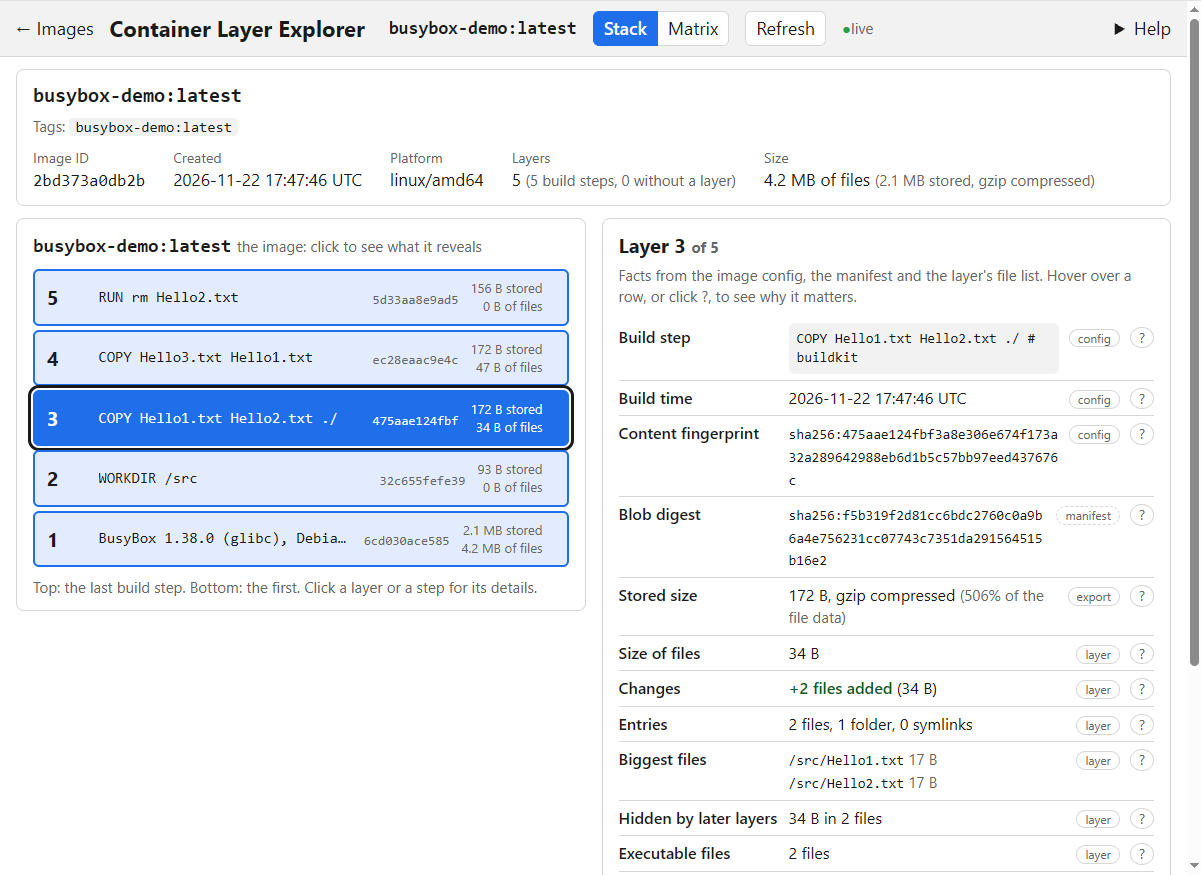 ← Images Container Layer Explorer busybox-demo:latest Stack Matrix Refresh ●live ▶ Help
busybox-demo:latest
Tags: busybox-demo:latest
Image ID Created Platform Layers Size
2bd373a0db2b 2026-11-22 17:47:46 UTC linux/amd64 5 (5 build steps, 0 without a layer) 4.2 MB of files (2.1 MB stored, gzip compressed)
busybox-demo:latest the image: click to see what it reveals
5 RUN rm Hello2.txt 5d33aa8e9ad5 156 B stored
0 B of files
4 COPY Hello3.txt Hello1.txt ec28eaac9e4c 172 B stored
47 B of files
3 COPY Hello1.txt Hello2.txt ./ 475aae124fbf 172 B stored
34 B of files
2 WORKDIR /src 32c655fefe39 93 B stored
0 B of files
1 BusyBox 1.38.0 (glibc), Debia… 6cd030ace585 2.1 MB stored
4.2 MB of files
Top: the last build step. Bottom: the first. Click a layer or a step for its details.
Layer 3 of 5
Facts from the image config, the manifest and the layer's file list. Hover over a
row, or click ?, to see why it matters.
Build step COPY Hello1.txt Hello2.txt ./ # config ?
buildkit
Build time 2026-11-22 17:47:46 UTC config ?
Content fingerprint sha256:475aae124fbf3a8e306e674f173a config ?
32a289642988eb6d1b5c57bb97eed437676
c
Blob digest sha256:f5b319f2d81cc6bdc2760c0a9b manifest ?
6a4e756231cc07743c7351da291564515
b16e2
Stored size 172 B, gzip compressed (506% of the export ?
file data)
Size of files 34 B layer ?
Changes +2 files added (34 B) layer ?
Entries 2 files, 1 folder, 0 symlinks layer ?
Biggest files /src/Hello1.txt 17 B layer ?
/src/Hello2.txt 17 B
Hidden by later layers 34 B in 2 files layer ?
Executable files 2 files layer ?